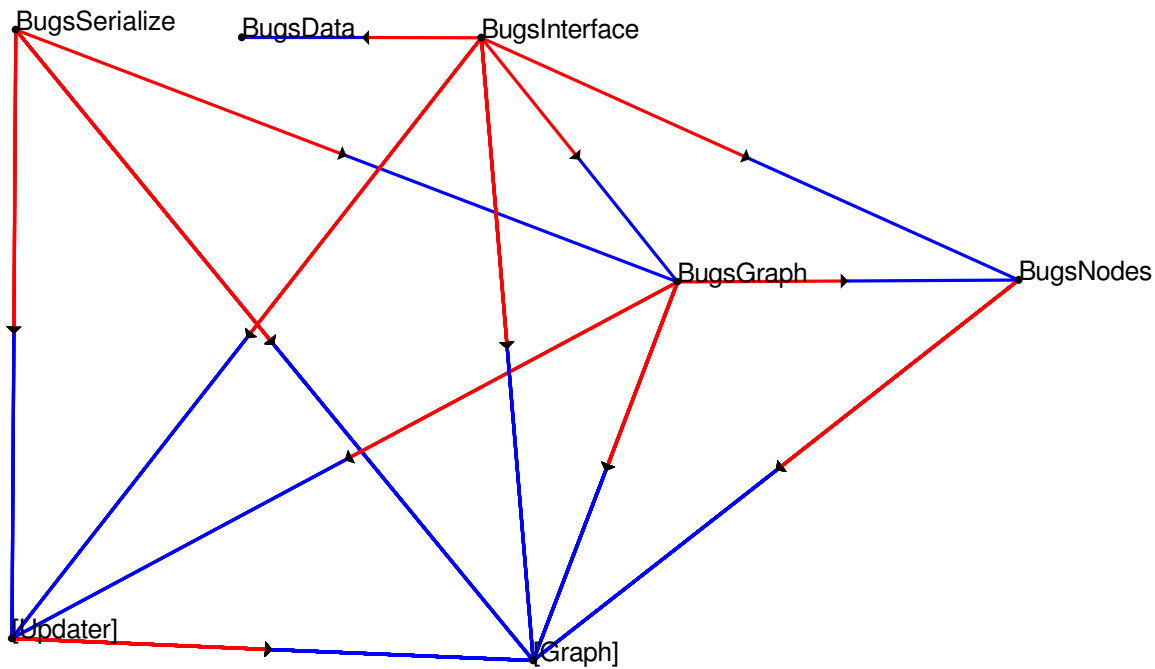 BugsSerialize
BugsData
BugsInterface
BugsGraph
BugsNodes
[Updater]
[Graph]